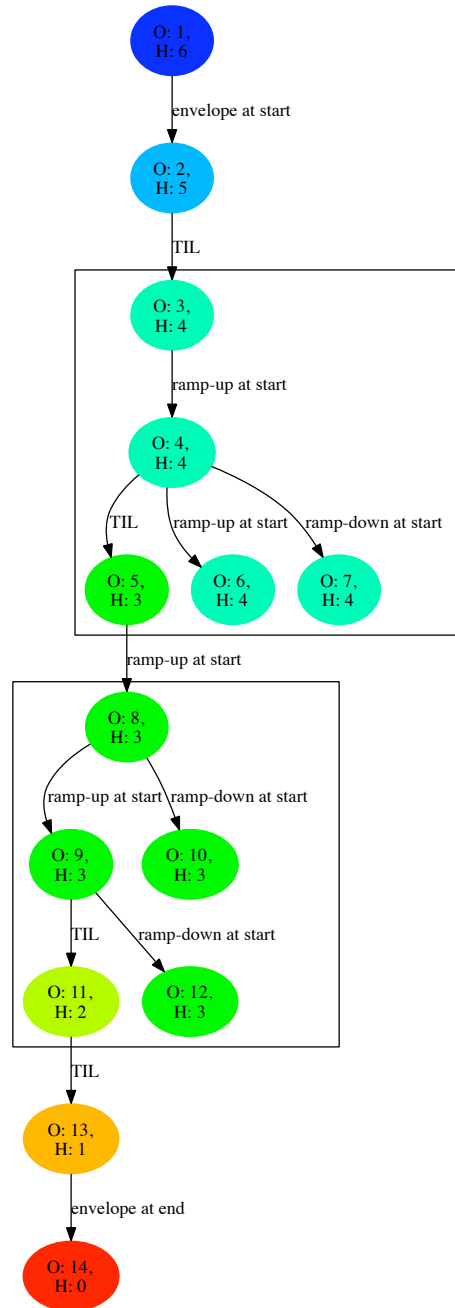 O: 1,
H: 6
envelope at start
O: 2,
H: 5
TIL
O: 3,
H: 4
ramp-up at start
O: 4,
H: 4
TIL
ramp-up at start
ramp-down at start
O: 5,
H: 3
O: 6,
H: 4
O: 7,
H: 4
ramp-up at start
O: 8,
H: 3
ramp-up at start
ramp-down at start
O: 9,
H: 3
O: 10,
H: 3
TIL
ramp-down at start
O: 11,
H: 2
O: 12,
H: 3
TIL
O: 13,
H: 1
envelope at end
O: 14,
H: 0